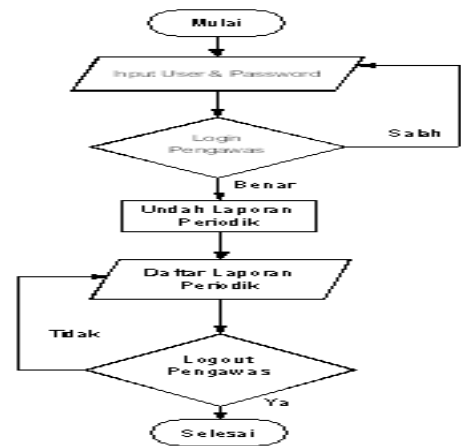 Mulai
Input User & Password
Login
Pengawas
Salah
Benar
Undah Laporan
Periodik
Daftar Laporan
Periodik
Tidak
Logout
Pengawas
Ya
Selesai